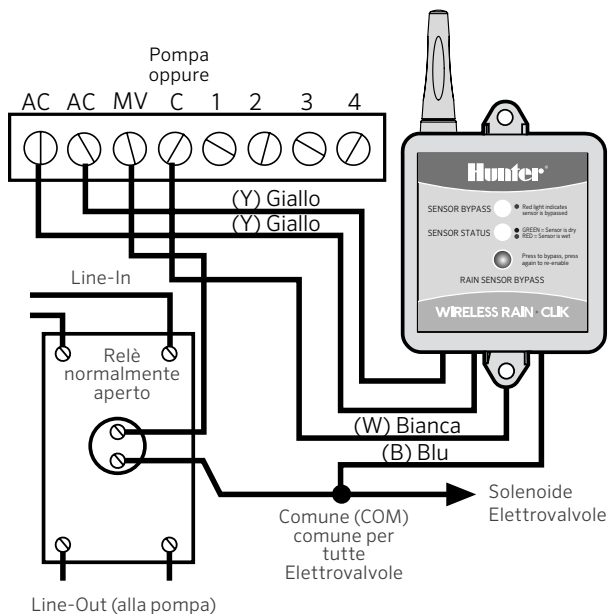 Pompa
oppure
AC AC MV C 1 2 3 4
Hunter®
(Y) Giallo
(Y) Giallo
SENSOR BYPASS
Red light indicates
sensor is bypassed
SENSOR STATUS
GREEN = Sensor is dry
RED = Sensor is wet
Press to bypass, press
again to re-enable
RAIN SENSOR BYPASS
WIRELESS RAIN·CLIK
Line-In
Relè
normalmente
aperto
(W) Bianca
(B) Blu
Solenoide
Elettrovalvole
Comune (COM)
comune per
tutte
Elettrovalvole
Line-Out (alla pompa)